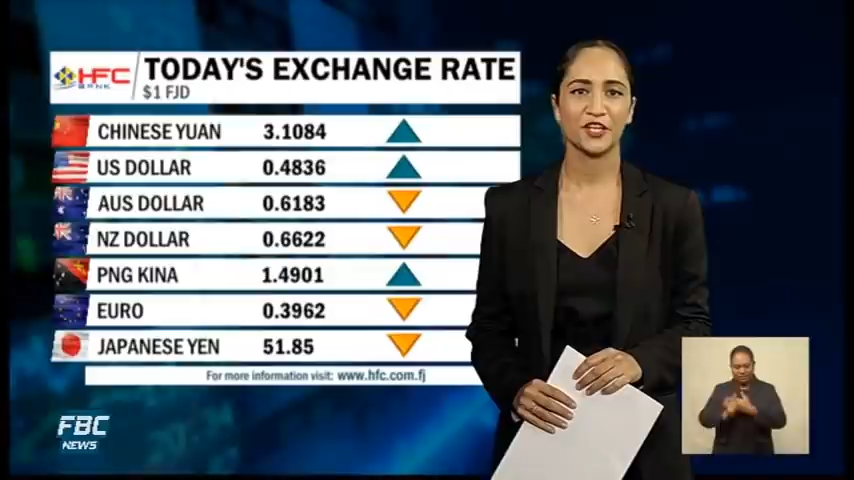 HFC
BANK
TODAY'S EXCHANGE RATE
$1 FJD
CHINESE YUAN 3.1084
US DOLLAR 0.4836
AUS DOLLAR 0.6183
NZ DOLLAR 0.6622
PNG KINA 1.4901
EURO 0.3962
JAPANESE YEN 51.85
For more information visit: www.hfc.com.fj
FBC
NEWS